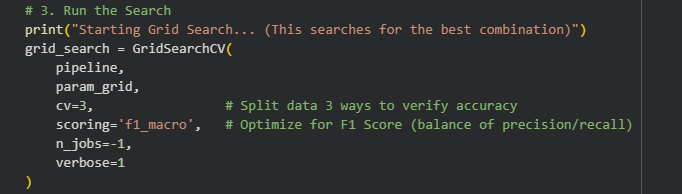 # 3. Run the Search
print("Starting Grid Search... (This searches for the best combination)")
grid_search = GridSearchCV(
    pipeline,
    param_grid,
    cv=3,                # Split data 3 ways to verify accuracy
    scoring='f1_macro',   # Optimize for F1 Score (balance of precision/recall)
    n_jobs=-1,
    verbose=1
)